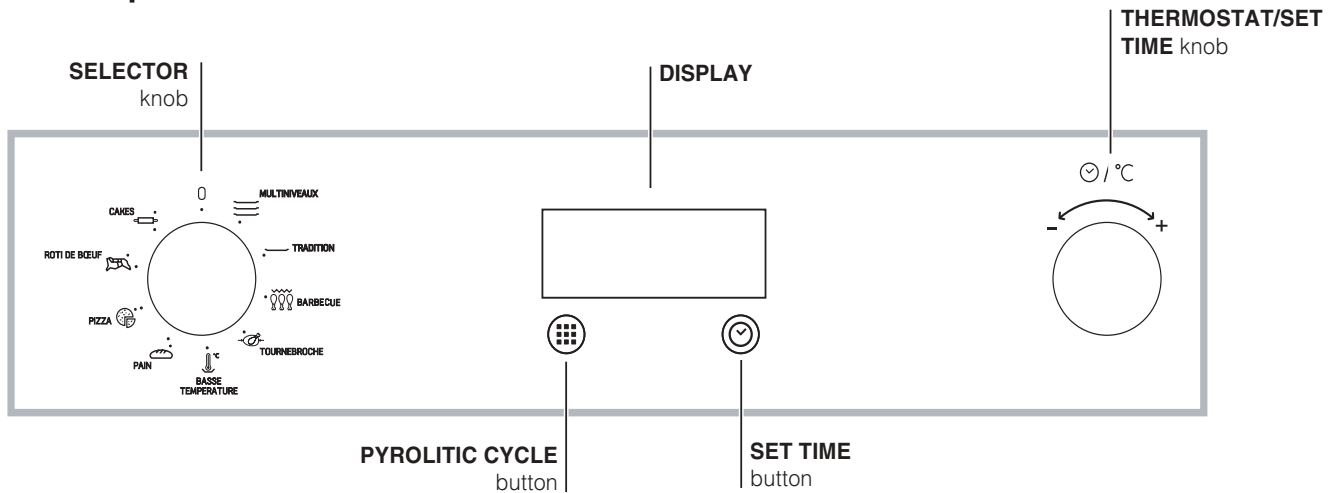 THERMOSTAT/SET
TIME knob
SELECTOR
knob
DISPLAY
⏲ / °C
0
MULTINIVEAUX
CAKES
TRADITION
ROTI DE BŒUF
- +
BARBECUE
PIZZA
TOURNEBROCHE
PAIN
°C
BASSE
TEMPERATURE
PYROLITIC CYCLE
button
SET TIME
button